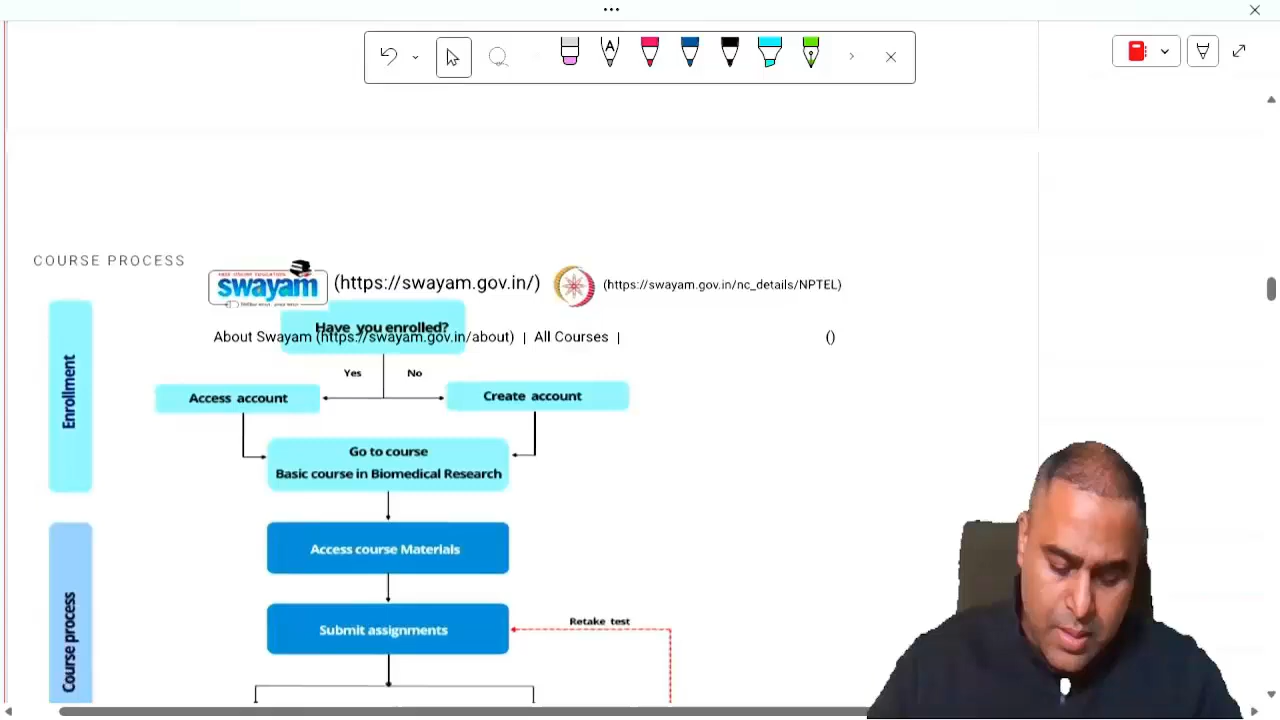 COURSE PROCESS
swayam (https://swayam.gov.in/) (https://swayam.gov.in/nc_details/NPTEL)
Have you enrolled?
About Swayam (https://swayam.gov.in/about) | All Courses | ()
Yes No
Enrollment
Access account Create account
Go to course
Basic course in Biomedical Research
Access course Materials
Course process
Retake test
Submit assignments